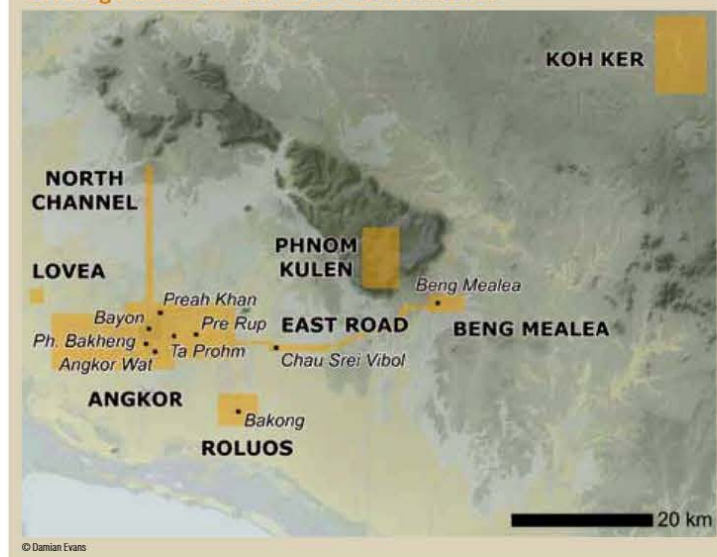 KOH KER
NORTH
CHANNEL
PHNOM
KULEN
LOVEA
Beng Mealea
Preah Khan
Bayon
Pre Rup
EAST ROAD
BENG MEALEA
Ph. Bakheng
Ta Prohm
Chau Srei Vibol
Angkor Wat
ANGKOR
Bakong
ROLUOS
20 km
© Damian Evans